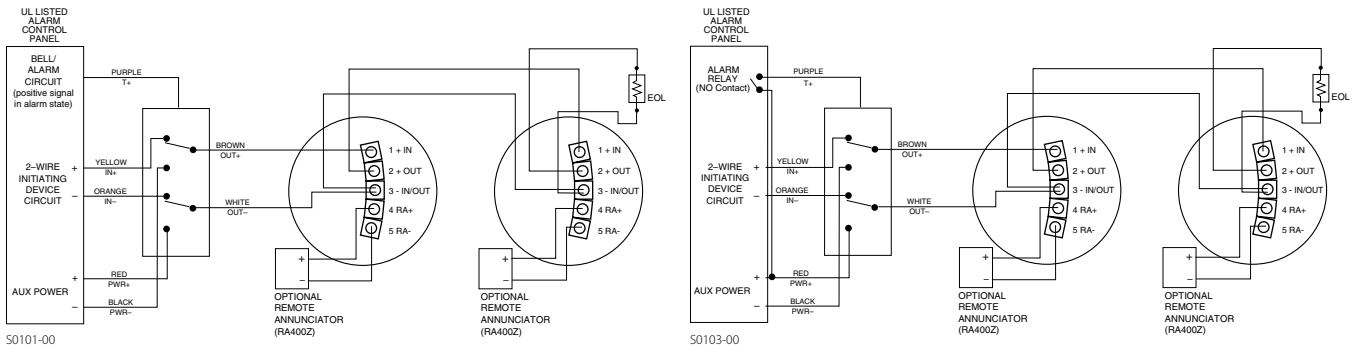 UL LISTED
ALARM
CONTROL
PANEL
BELL/
ALARM
CIRCUIT
(positive signal
in alarm state)
PURPLE
T+
2–WIRE
INITIATING
DEVICE
CIRCUIT
+
YELLOW
IN+
–
ORANGE
IN–
BROWN
OUT+
WHITE
OUT–
AUX POWER
+
RED
PWR+
–
BLACK
PWR–
1 + IN
2 + OUT
3 - IN/OUT
4 RA+
5 RA-
+
–
OPTIONAL
REMOTE
ANNUNCIATOR
(RA400Z)
1 + IN
2 + OUT
3 - IN/OUT
4 RA+
5 RA-
+
–
OPTIONAL
REMOTE
ANNUNCIATOR
(RA400Z)
EOL
S0101-00
UL LISTED
ALARM
CONTROL
PANEL
ALARM
RELAY
(NO Contact)
PURPLE
T+
2–WIRE
INITIATING
DEVICE
CIRCUIT
+
YELLOW
IN+
–
ORANGE
IN–
BROWN
OUT+
WHITE
OUT–
AUX POWER
+
RED
PWR+
–
BLACK
PWR–
1 + IN
2 + OUT
3 - IN/OUT
4 RA+
5 RA-
+
–
OPTIONAL
REMOTE
ANNUNCIATOR
(RA400Z)
1 + IN
2 + OUT
3 - IN/OUT
4 RA+
5 RA-
+
–
OPTIONAL
REMOTE
ANNUNCIATOR
(RA400Z)
EOL
S0103-00